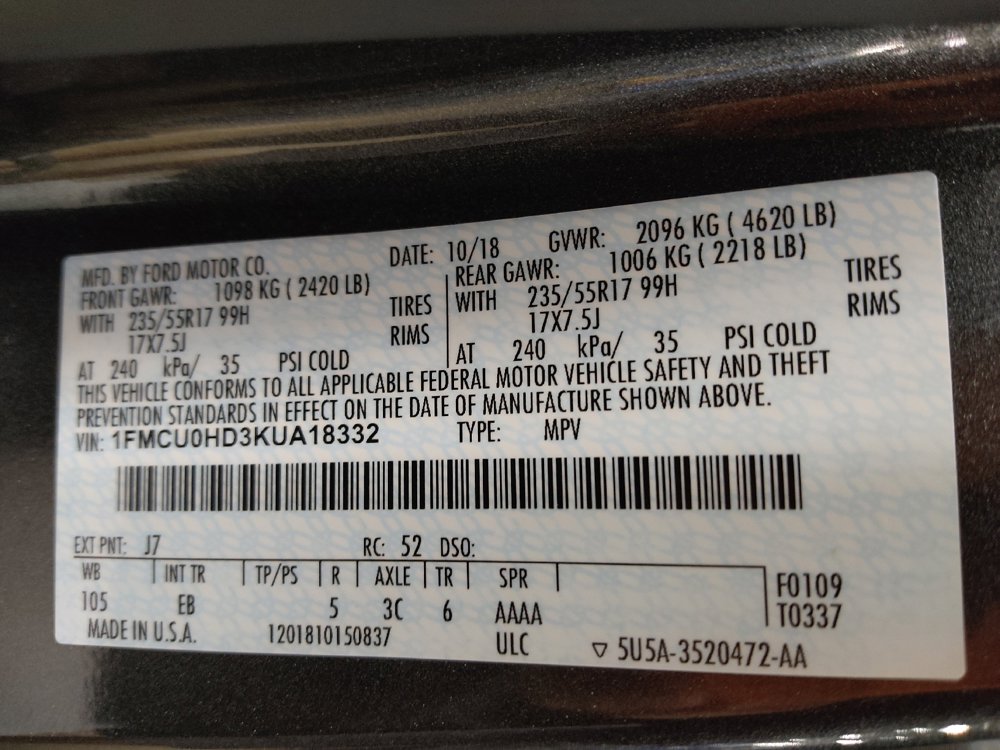 MFD. BY FORD MOTOR CO. DATE: 10/18 GVWR: 2096 KG ( 4620 LB)
FRONT GAWR: 1098 KG ( 2420 LB) REAR GAWR: 1006 KG ( 2218 LB)
WITH 235/55R17 99H TIRES WITH 235/55R17 99H TIRES
17X7.5J RIMS 17X7.5J RIMS
AT 240 kPa/ 35 PSI COLD AT 240 kPa/ 35 PSI COLD
THIS VEHICLE CONFORMS TO ALL APPLICABLE FEDERAL MOTOR VEHICLE SAFETY AND THEFT
PREVENTION STANDARDS IN EFFECT ON THE DATE OF MANUFACTURE SHOWN ABOVE.
VIN: 1FMCU0HD3KUA18332 TYPE: MPV
EXT PNT: J7 RC: 52 DSO:
WB INT TR TP/PS R AXLE TR SPR F0109
105 EB 5 3C 6 AAAA T0337
MADE IN U.S.A. 1201810150837 ULC ▽ 5U5A-3520472-AA